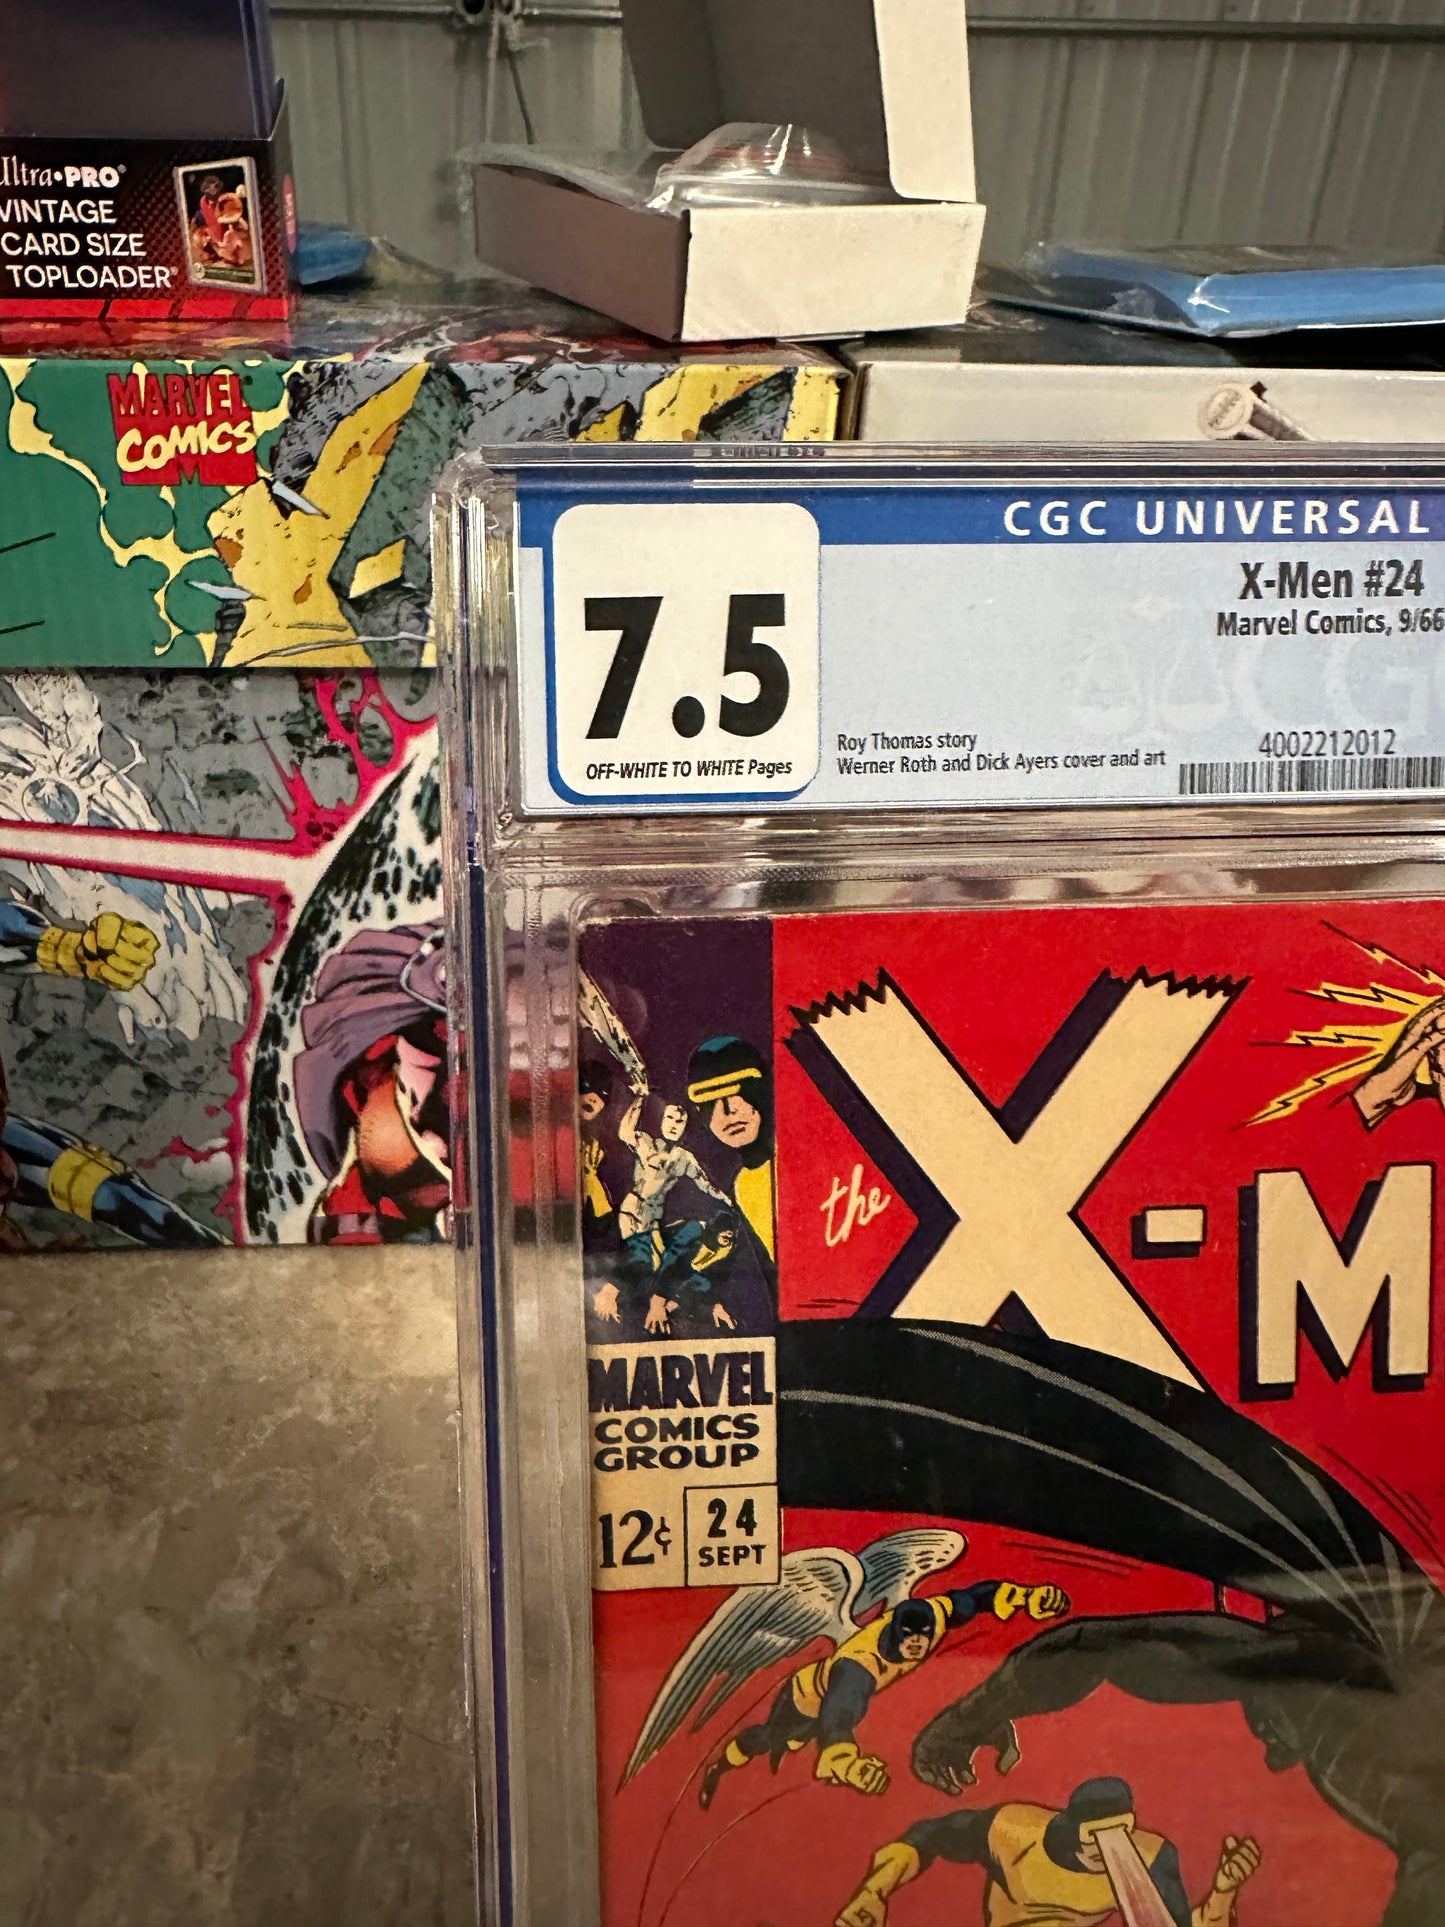 Ultra•PRO®
VINTAGE
CARD SIZE
TOPLOADER®
MARVEL
COMICS
M
CGC UNIVERSAL
7.5
OFF-WHITE TO WHITE Pages
X-Men #24
Marvel Comics, 9/66
Roy Thomas story
Werner Roth and Dick Ayers cover and art
4002212012
CGC
the X-M
MARVEL
COMICS
GROUP
12¢
24
SEPT